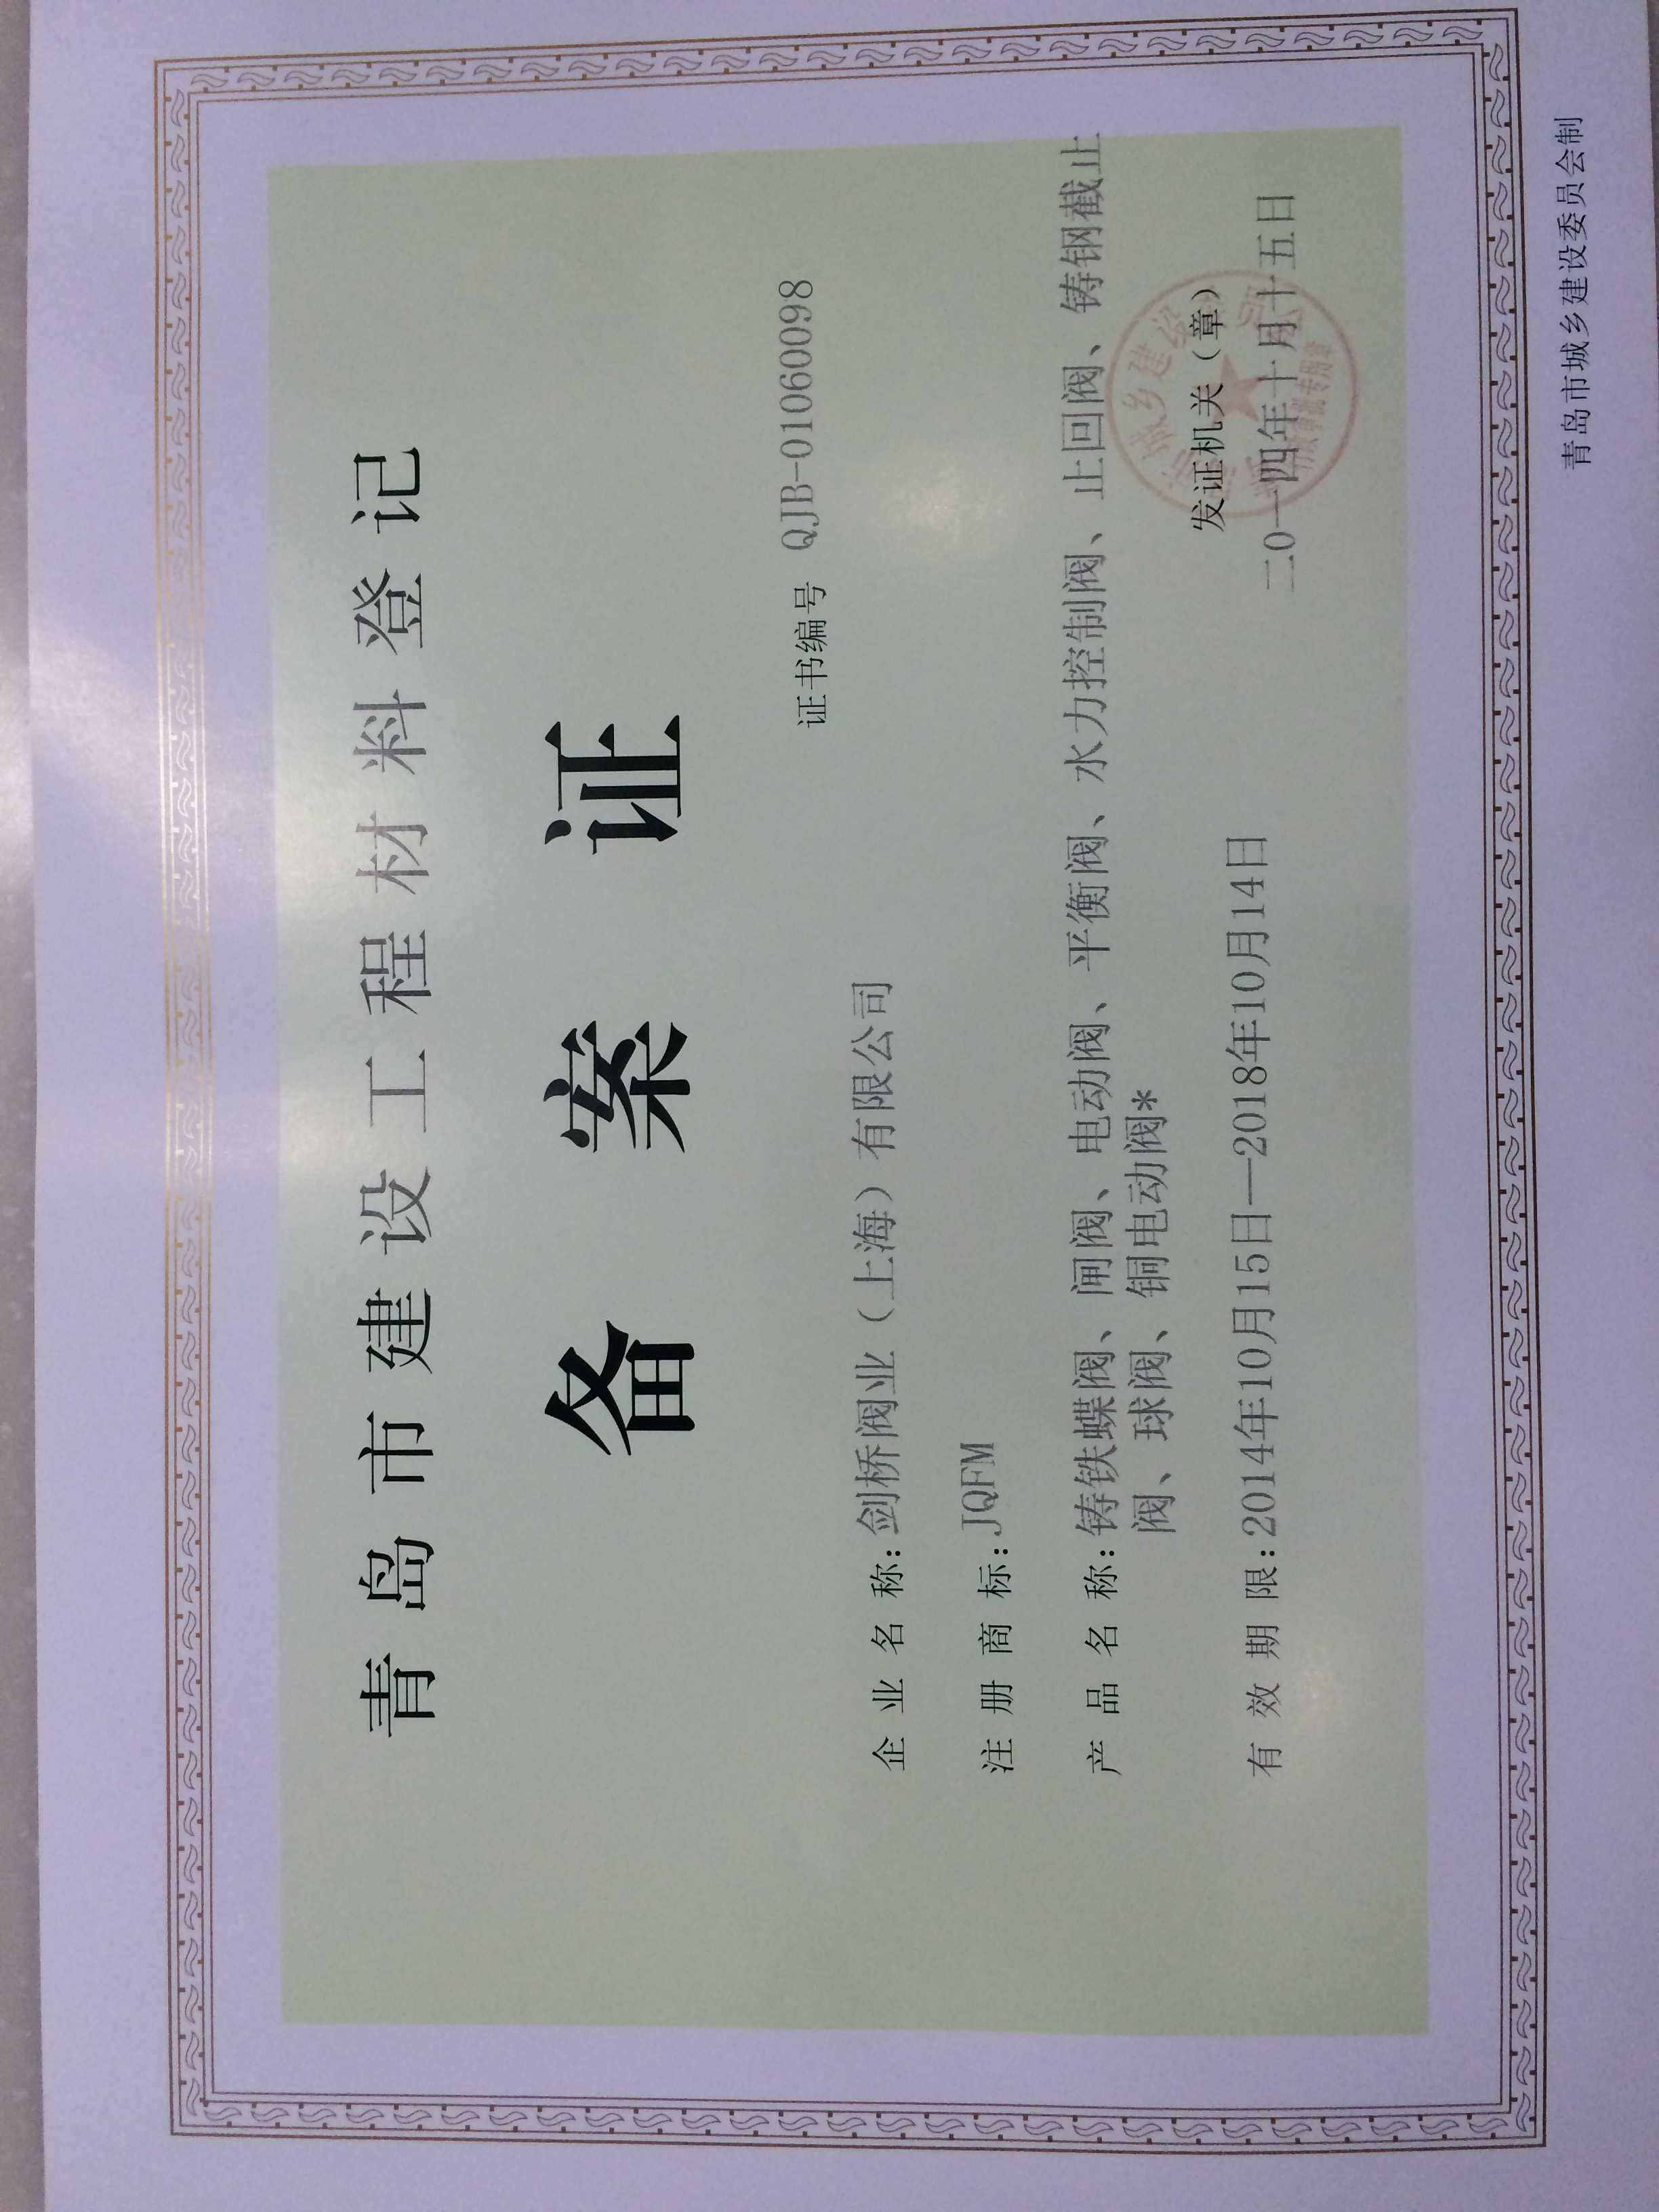 青岛市建设工程材料登记
备案证
证书编号 QJB-01060098
企业名称:剑桥阀业（上海）有限公司
注册商标:JQFM
产品名称:铸铁蝶阀、闸阀、电动阀、平衡阀、水力控制阀、止回阀、铸钢截止
阀、球阀、铜电动阀*
发证机关（章）
有效期限:2014年10月15日—2018年10月14日
二0一四年十月十五日
青岛市城乡建设委员会制